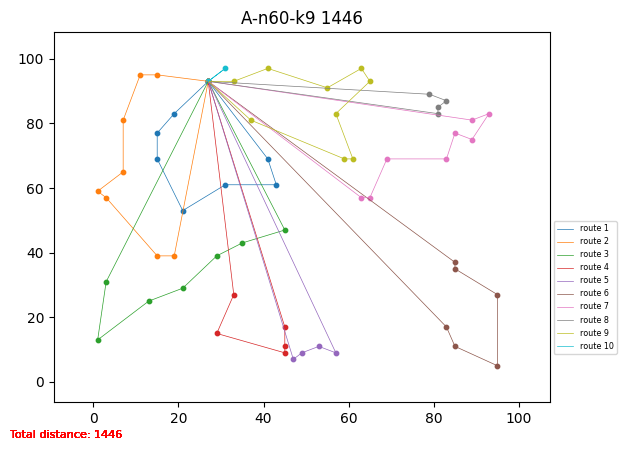 A-n60-k9 1446
100
80
60
40
20
0
0 20 40 60 80 100
route 1
route 2
route 3
route 4
route 5
route 6
route 7
route 8
route 9
route 10
Total distance: 1446